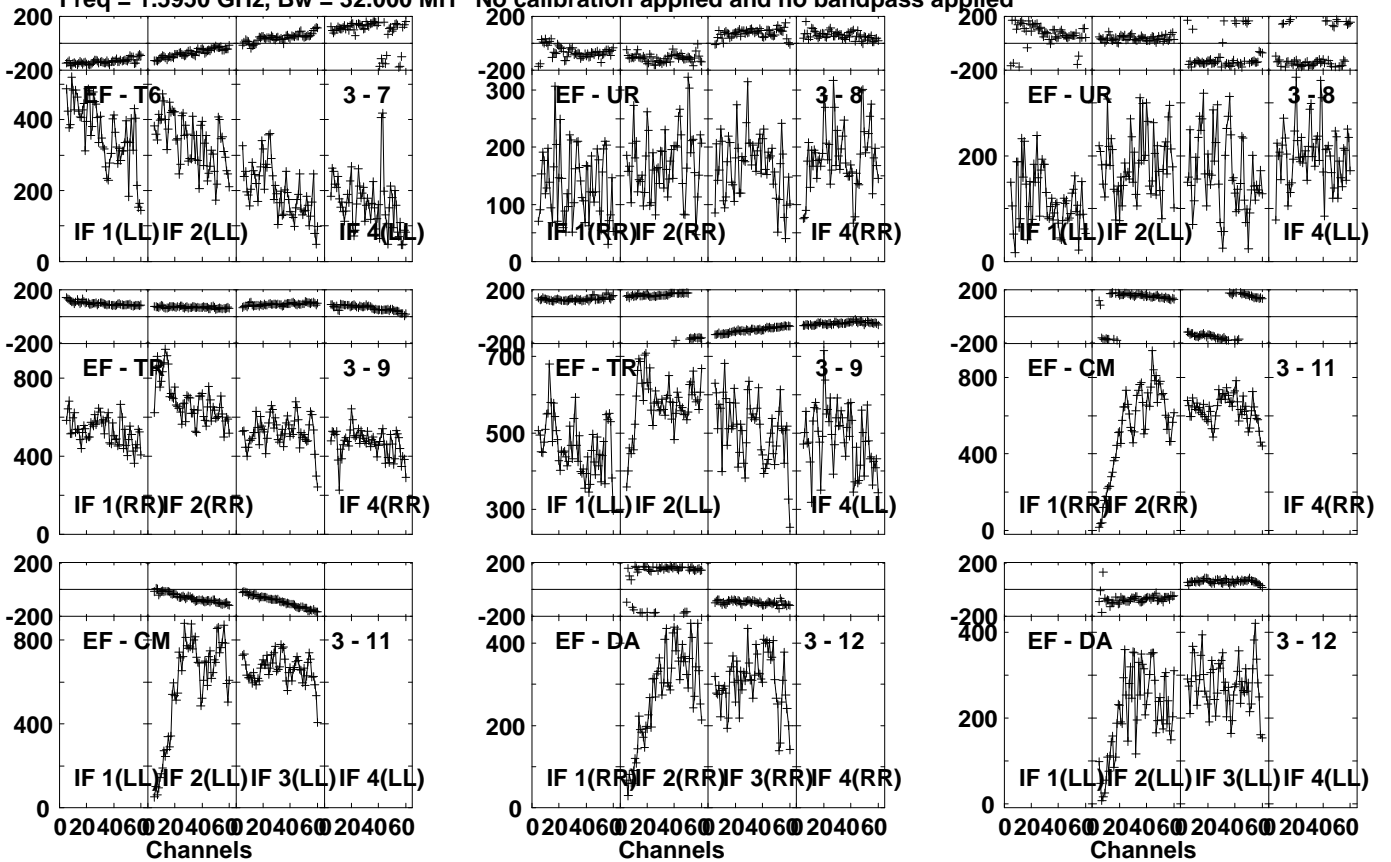 Freq = 1.5950 GHz, Bw = 32.000 MH No calibration applied and no bandpass applied
200
-200
EF - T6 3 - 7
400
200
0
IF 1(LL) IF 2(LL) IF 4(LL)
200
-200
300
EF - UR 3 - 8
200
100
0
IF 1(RR) IF 2(RR) IF 4(RR)
200
-200
EF - UR 3 - 8
200
0
IF 1(LL) IF 2(LL) IF 4(LL)
200
-200
EF - TR 3 - 9
800
400
0
IF 1(RR) IF 2(RR) IF 4(RR)
200
-200
700
EF - TR 3 - 9
500
300
IF 1(LL) IF 2(LL) IF 4(LL)
200
-200
EF - CM 3 - 11
800
400
0
IF 1(RR) IF 2(RR) IF 4(RR)
200
-200
EF - CM 3 - 11
800
400
0
IF 1(LL) IF 2(LL) IF 3(LL) IF 4(LL)
0 20 40 60 0 20 40 60 0 20 40 60 0 20 40 60
Channels
200
-200
EF - DA 3 - 12
400
200
0
IF 1(RR) IF 2(RR) IF 3(RR) IF 4(RR)
0 20 40 60 0 20 40 60 0 20 40 60 0 20 40 60
Channels
200
-200
EF - DA 3 - 12
400
200
0
IF 1(LL) IF 2(LL) IF 3(LL) IF 4(LL)
0 20 40 60 0 20 40 60 0 20 40 60 0 20 40 60
Channels